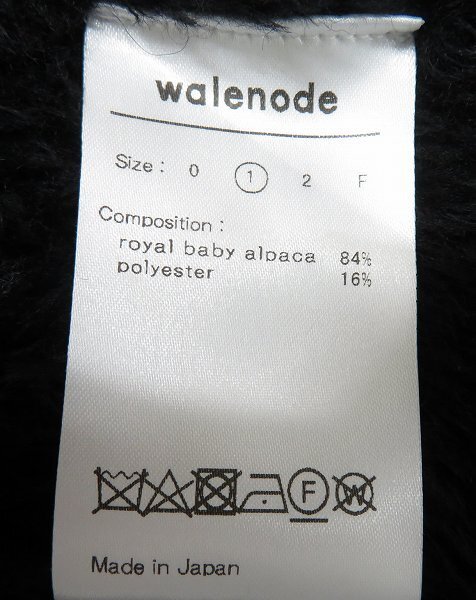 walenode
Size : 0 1 2 F
Composition :
royal baby alpaca 84%
polyester 16%
F W
Made in Japan